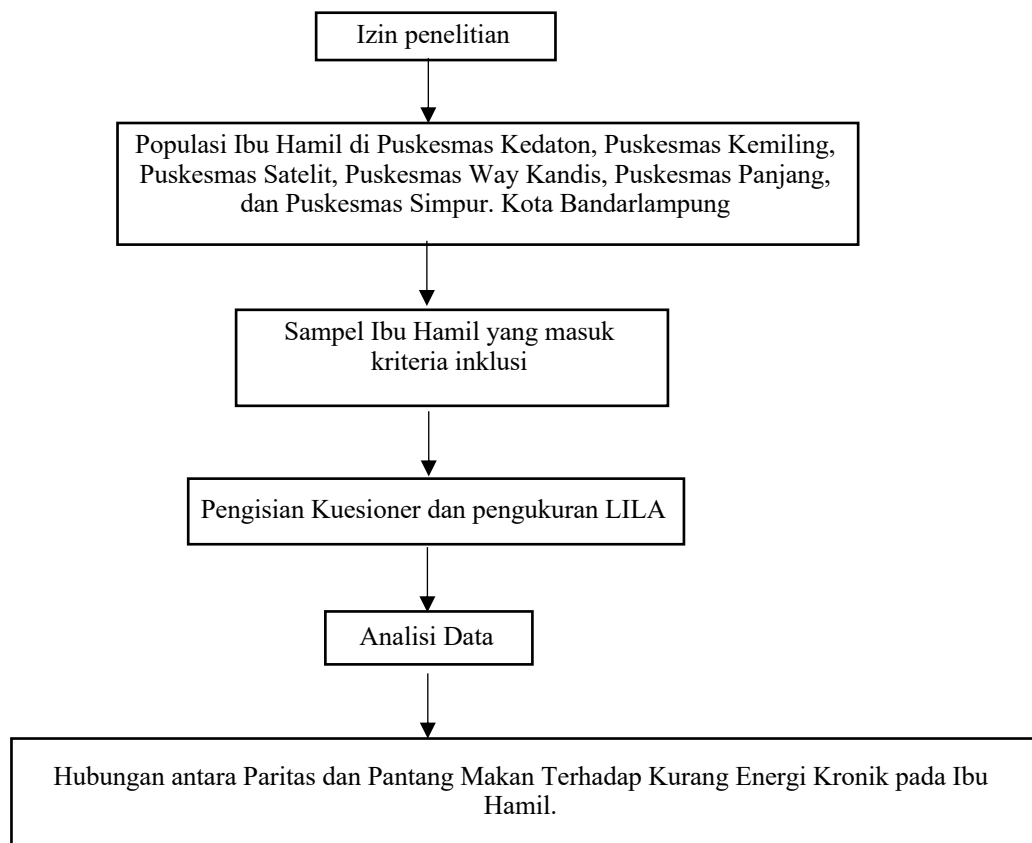 Izin penelitian
Populasi Ibu Hamil di Puskesmas Kedaton, Puskesmas Kemiling,
Puskesmas Satelit, Puskesmas Way Kandis, Puskesmas Panjang,
dan Puskesmas Simpur. Kota Bandarlampung
Sampel Ibu Hamil yang masuk
kriteria inklusi
Pengisian Kuesioner dan pengukuran LILA
Analisi Data
Hubungan antara Paritas dan Pantang Makan Terhadap Kurang Energi Kronik pada Ibu
Hamil.